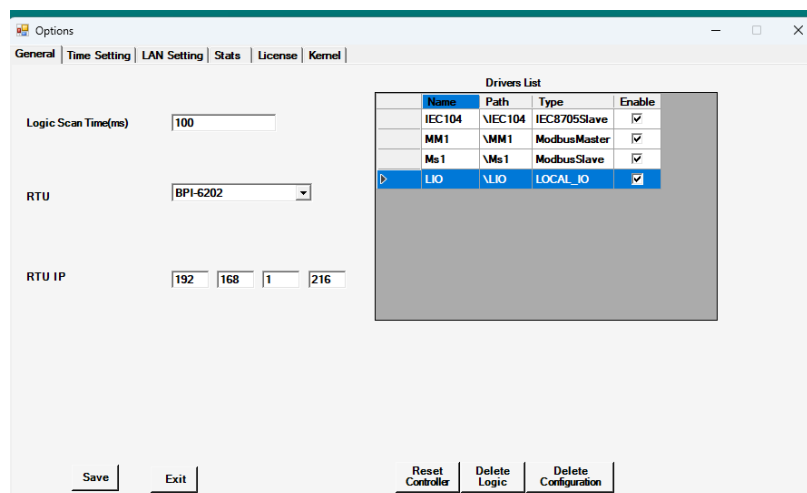 Options
General Time Setting LAN Setting Stats License Kernel
Drivers List
Name Path Type Enable
IEC104 \IEC104 IEC8705Slave
MM1 \MM1 ModbusMaster
Ms1 \Ms1 ModbusSlave
LIO \LIO LOCAL_IO
Logic Scan Time(ms) 100
RTU BPI-6202
RTU IP 192 168 1 216
Save Exit
Reset Controller
Delete Logic
Delete Configuration